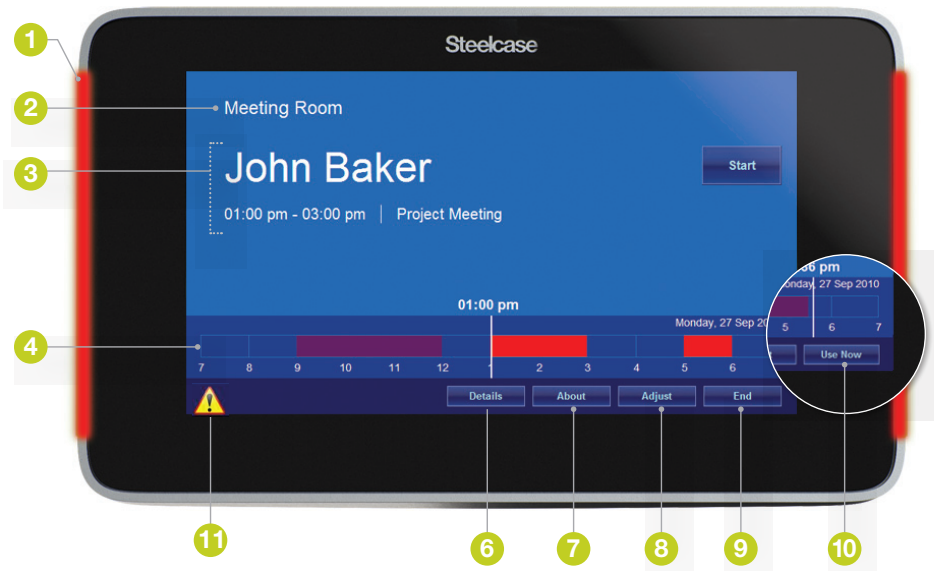 Steelcase
1
2
Meeting Room
3
John Baker
Start
01:00 pm - 03:00 pm | Project Meeting
pm
01:00 pm
Monday, 27 Sep 20
27 Sep 2010
4
7 8 9 10 11 12 1 2 3 4 5 6
5 6 7
Use Now
Details About Adjust End
11
6 7 8 9 10